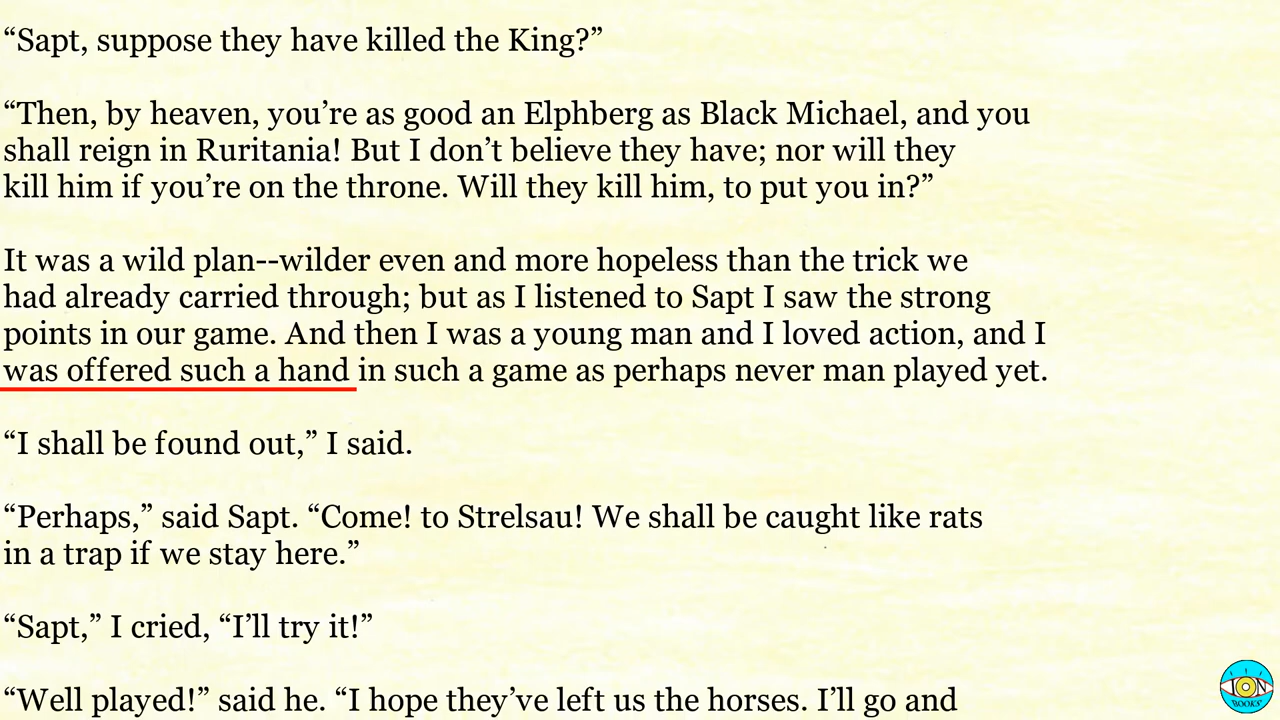 “Sapt, suppose they have killed the King?”
“Then, by heaven, you’re as good an Elphberg as Black Michael, and you
shall reign in Ruritania! But I don’t believe they have; nor will they
kill him if you’re on the throne. Will they kill him, to put you in?”
It was a wild plan--wilder even and more hopeless than the trick we
had already carried through; but as I listened to Sapt I saw the strong
points in our game. And then I was a young man and I loved action, and I
was offered such a hand in such a game as perhaps never man played yet.
“I shall be found out,” I said.
“Perhaps,” said Sapt. “Come! to Strelsau! We shall be caught like rats
in a trap if we stay here.”
“Sapt,” I cried, “I’ll try it!”
“Well played!” said he. “I hope they’ve left us the horses. I’ll go and
ION
BOOKS